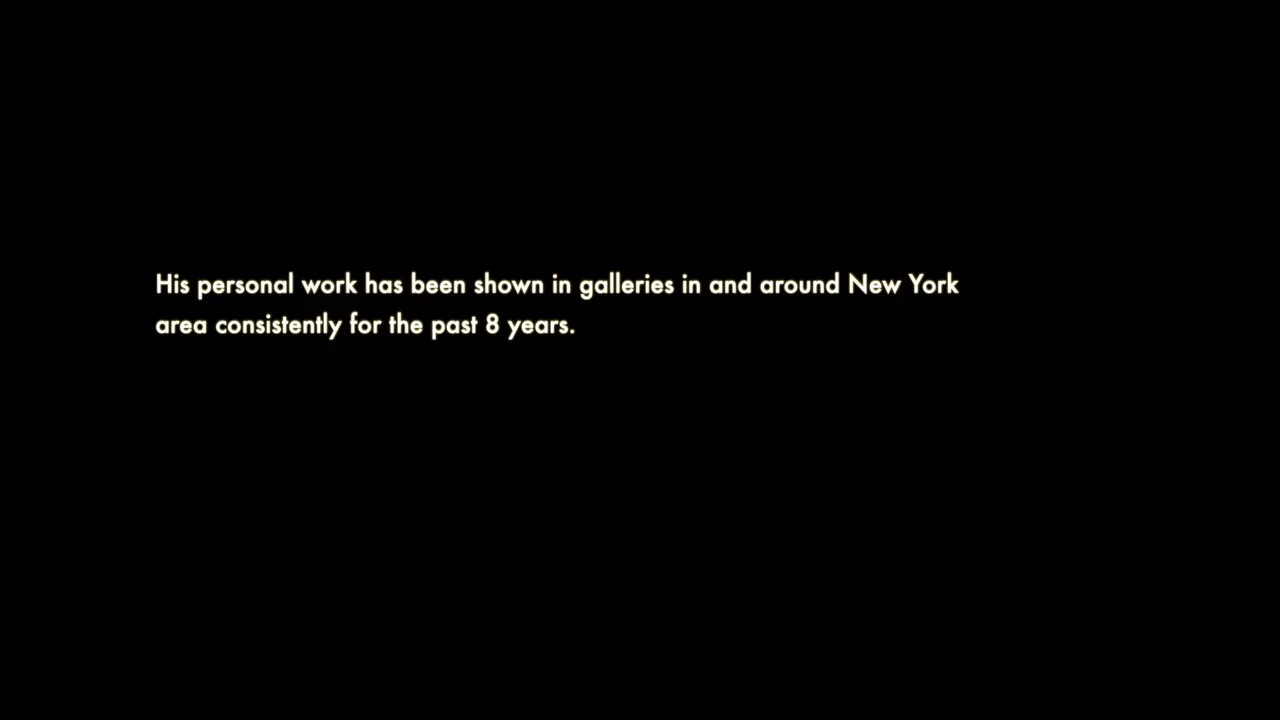 His personal work has been shown in galleries in and around New York
area consistently for the past 8 years.